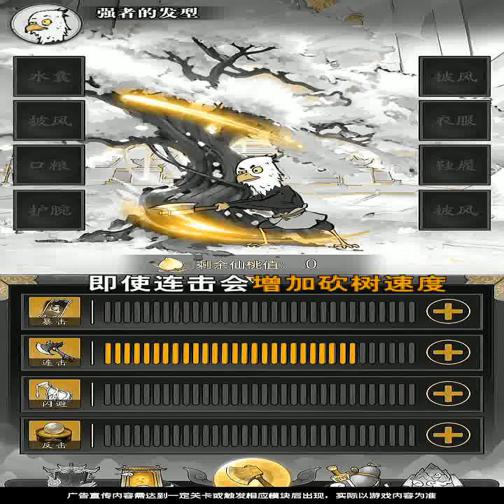 强者的发型
水囊
披风
披风
衣服
口粮
鞋履
护腕
披风
剩余仙桃值： 0
即使连击会增加砍树速度
暴击
连击
闪避
反击
广告宣传内容需达到一定关卡或触发相应模块后出现，实际以游戏内容为准